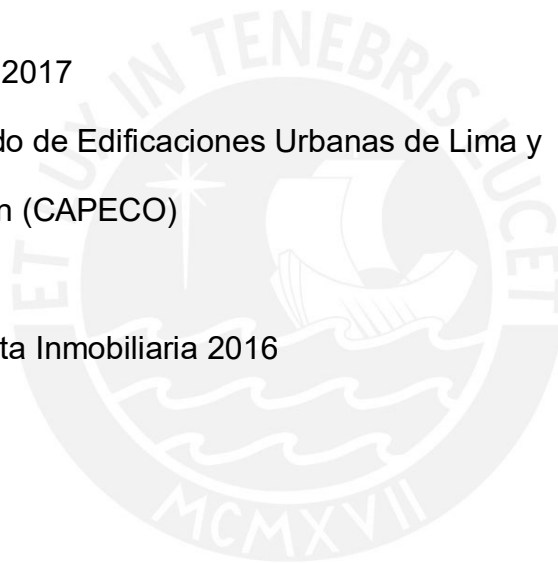 2017
do de Edificaciones Urbanas de Lima y
n (CAPECO)
ta Inmobiliaria 2016
ET LUX IN TENEBRIS LUCET
MCMXVII